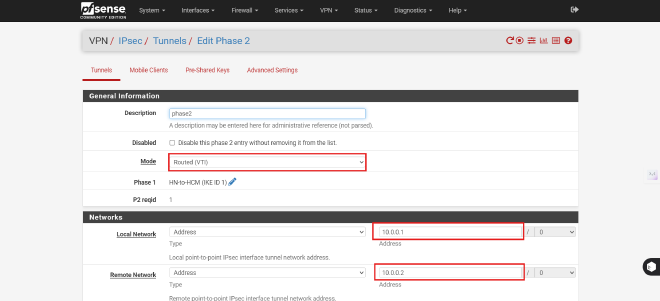 pfsense
COMMUNITY EDITION
System Interfaces Firewall Services VPN Status Diagnostics Help
VPN / IPsec / Tunnels / Edit Phase 2
Tunnels Mobile Clients Pre-Shared Keys Advanced Settings
General Information
Description phase2
A description may be entered here for administrative reference (not parsed).
Disabled Disable this phase 2 entry without removing it from the list.
Mode Routed (VTI)
Phase 1 HN-to-HCM (IKE ID 1)
P2 reqid 1
Networks
Local Network Address 10.0.0.1 / 0
Type Address
Local point-to-point IPsec interface tunnel network address.
Remote Network Address 10.0.0.2 / 0
Type Address
Remote point-to-point IPsec interface tunnel network address.